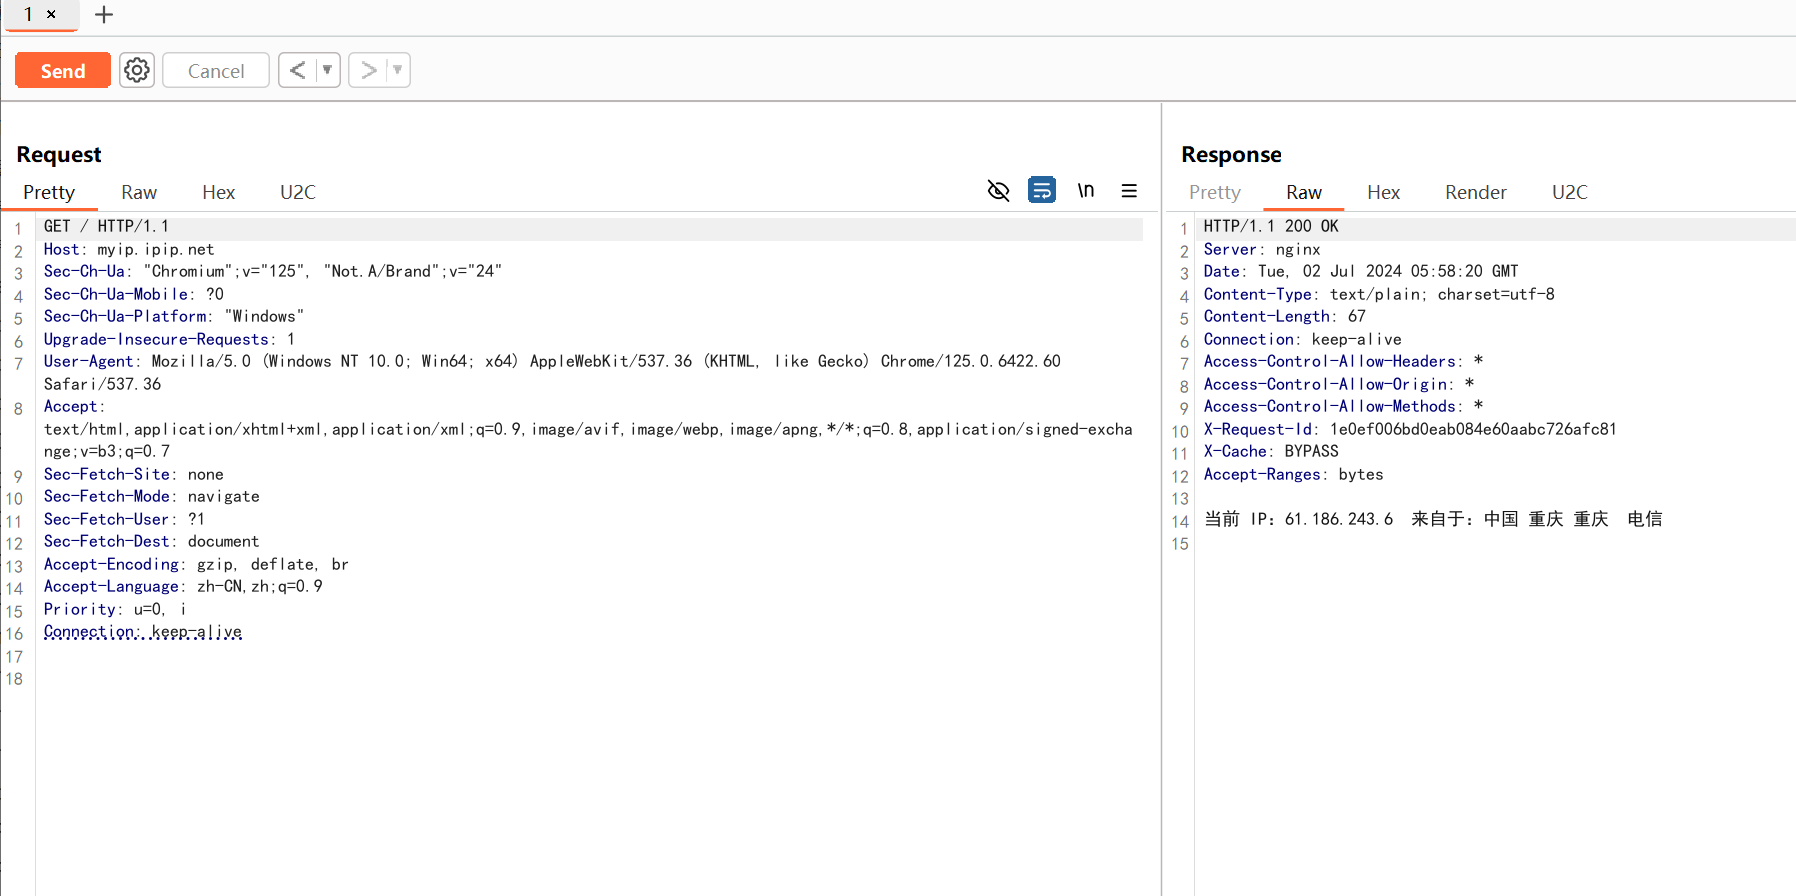 1 × +
Send Cancel < ▼ > ▼
Request
Pretty Raw Hex U2C \n
1 GET / HTTP/1.1
2 Host: myip.ipip.net
3 Sec-Ch-Ua: "Chromium";v="125", "Not.A/Brand";v="24"
4 Sec-Ch-Ua-Mobile: ?0
5 Sec-Ch-Ua-Platform: "Windows"
6 Upgrade-Insecure-Requests: 1
7 User-Agent: Mozilla/5.0 (Windows NT 10.0; Win64; x64) AppleWebKit/537.36 (KHTML, like Gecko) Chrome/125.0.6422.60
Safari/537.36
8 Accept:
text/html,application/xhtml+xml,application/xml;q=0.9,image/avif,image/webp,image/apng,*/*;q=0.8,application/signed-excha
nge;v=b3;q=0.7
9 Sec-Fetch-Site: none
10 Sec-Fetch-Mode: navigate
11 Sec-Fetch-User: ?1
12 Sec-Fetch-Dest: document
13 Accept-Encoding: gzip, deflate, br
14 Accept-Language: zh-CN,zh;q=0.9
15 Priority: u=0, i
16 Connection: keep-alive
17
18
Response
Pretty Raw Hex Render U2C
1 HTTP/1.1 200 OK
2 Server: nginx
3 Date: Tue, 02 Jul 2024 05:58:20 GMT
4 Content-Type: text/plain; charset=utf-8
5 Content-Length: 67
6 Connection: keep-alive
7 Access-Control-Allow-Headers: *
8 Access-Control-Allow-Origin: *
9 Access-Control-Allow-Methods: *
10 X-Request-Id: 1e0ef006bd0eab084e60aabc726afc81
11 X-Cache: BYPASS
12 Accept-Ranges: bytes
13
14 当前 IP：61.186.243.6 来自于：中国 重庆 重庆 电信
15